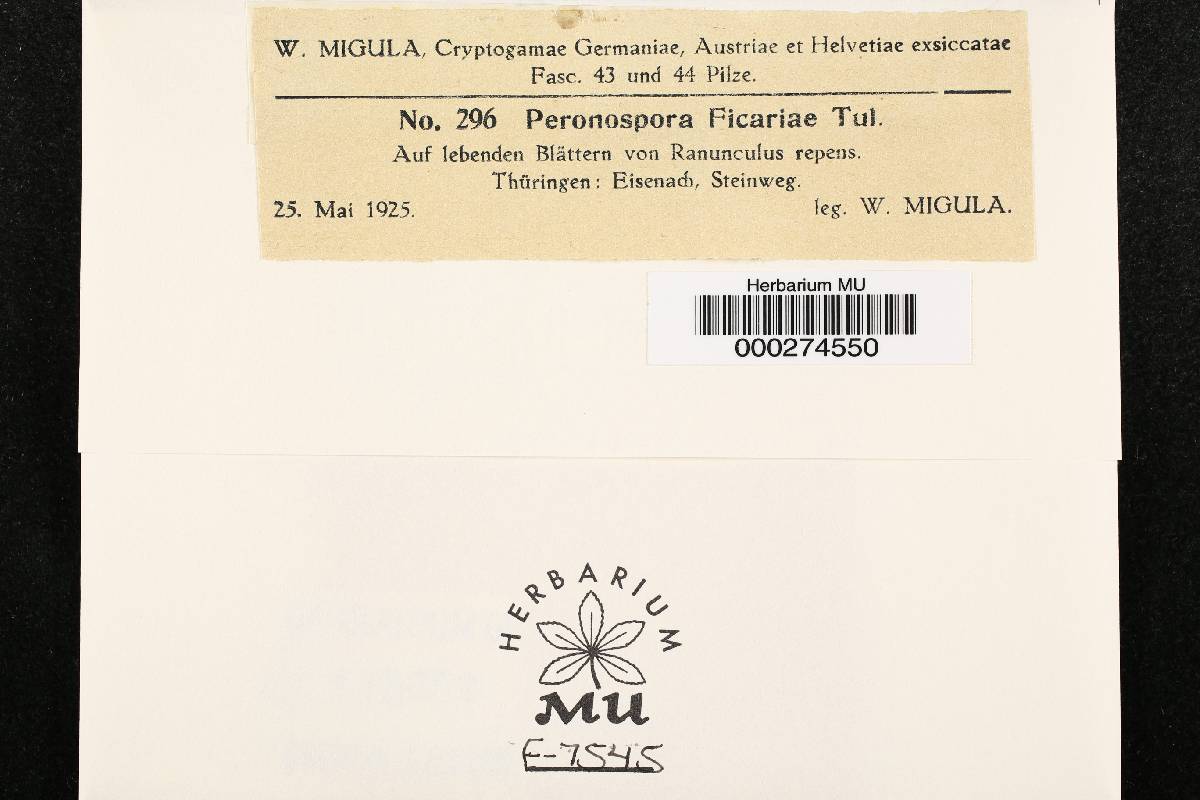 W. MIGULA, Cryptogamae Germaniae, Austriae et Helvetiae exsiccatae
Fasc. 43 und 44 Pilze.
No. 296 Peronospora Ficariae Tul.
Auf lebenden Blättern von Ranunculus repens.
Thüringen: Eisenach, Steinweg.
25. Mai 1925. leg. W. MIGULA.
Herbarium MU
000274550
HERBARIUM
MU
F-7545